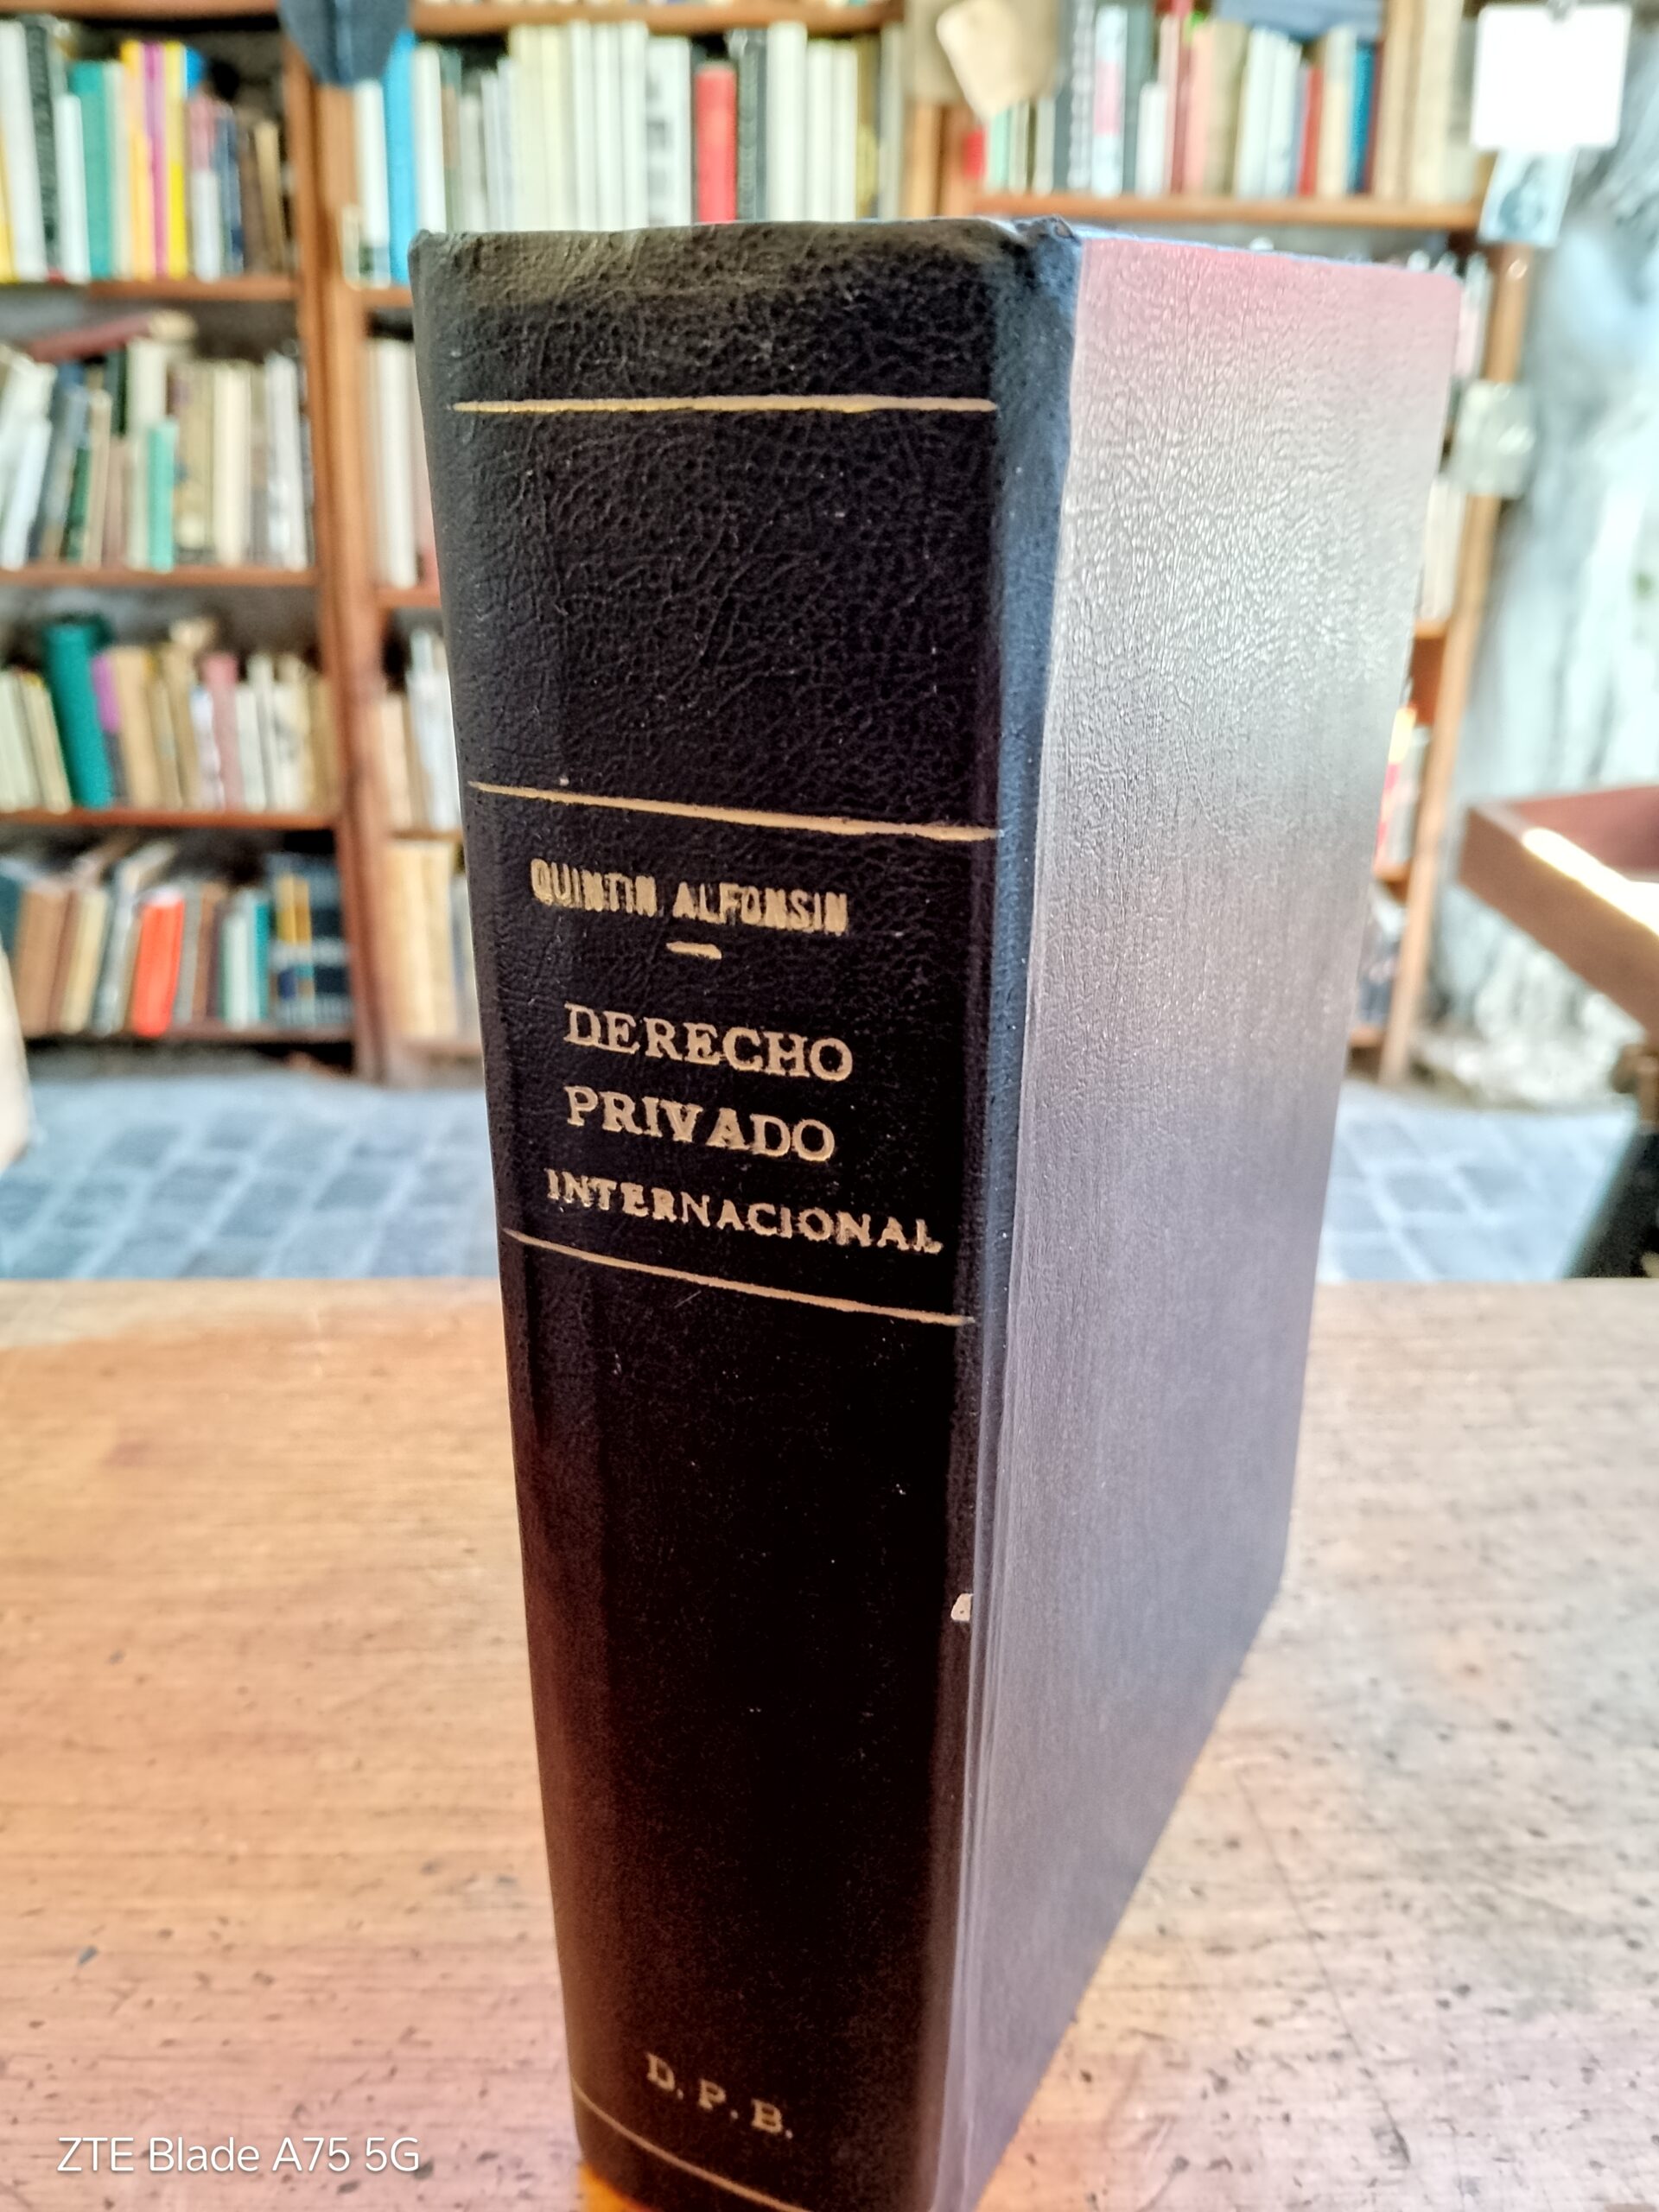 QUINTIN ALFONSIN
DERECHO
PRIVADO
INTERNACIONAL
D. P. B.
ZTE Blade A75 5G